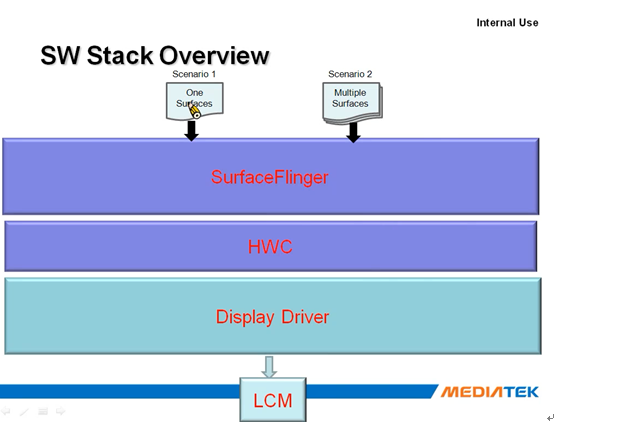 Internal Use
SW Stack Overview
Scenario 1
Scenario 2
One
Surfaces
Multiple
Surfaces
SurfaceFlinger
HWC
Display Driver
LCM
MEDIATEK